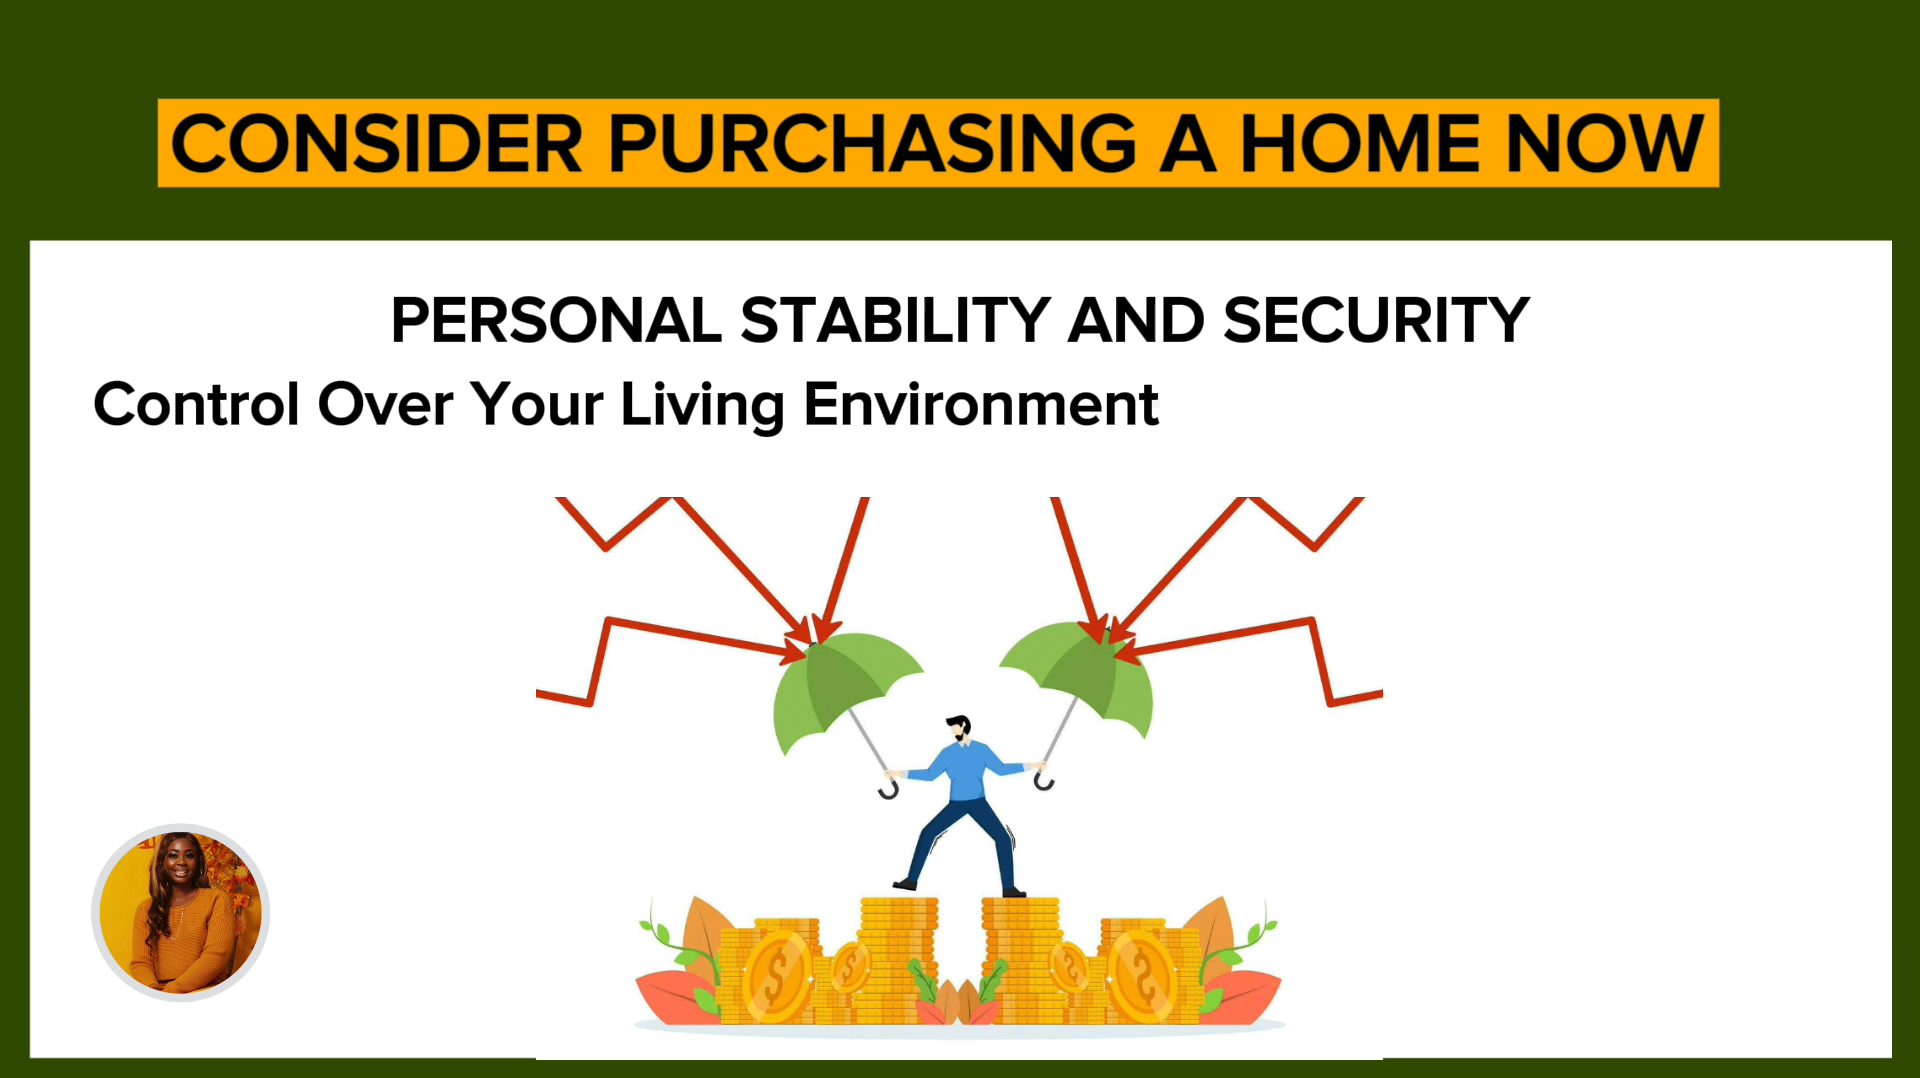 CONSIDER PURCHASING A HOME NOW
PERSONAL STABILITY AND SECURITY
Control Over Your Living Environment